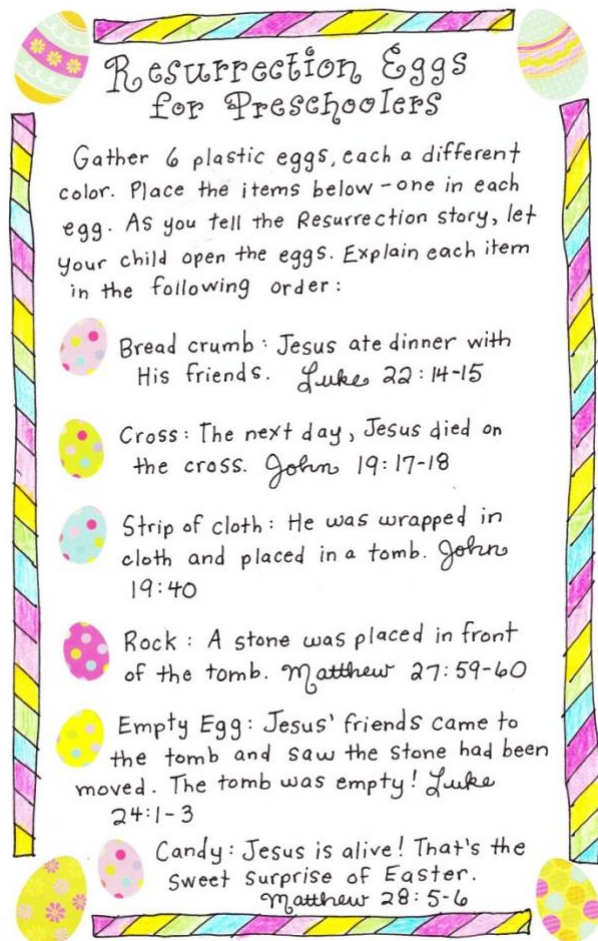 Resurrection Eggs
for Preschoolers
Gather 6 plastic eggs, each a different
color. Place the items below - one in each
egg. As you tell the Resurrection story, let
your child open the eggs. Explain each item
in the following order:
Bread crumb: Jesus ate dinner with
His friends. Luke 22:14-15
Cross: The next day, Jesus died on
the cross. John 19:17-18
Strip of cloth: He was wrapped in
cloth and placed in a tomb. John
19:40
Rock: A stone was placed in front
of the tomb. Matthew 27:59-60
Empty Egg: Jesus' friends came to
the tomb and saw the stone had been
moved. The tomb was empty! Luke
24:1-3
Candy: Jesus is alive! That's the
sweet surprise of Easter.
Matthew 28:5-6